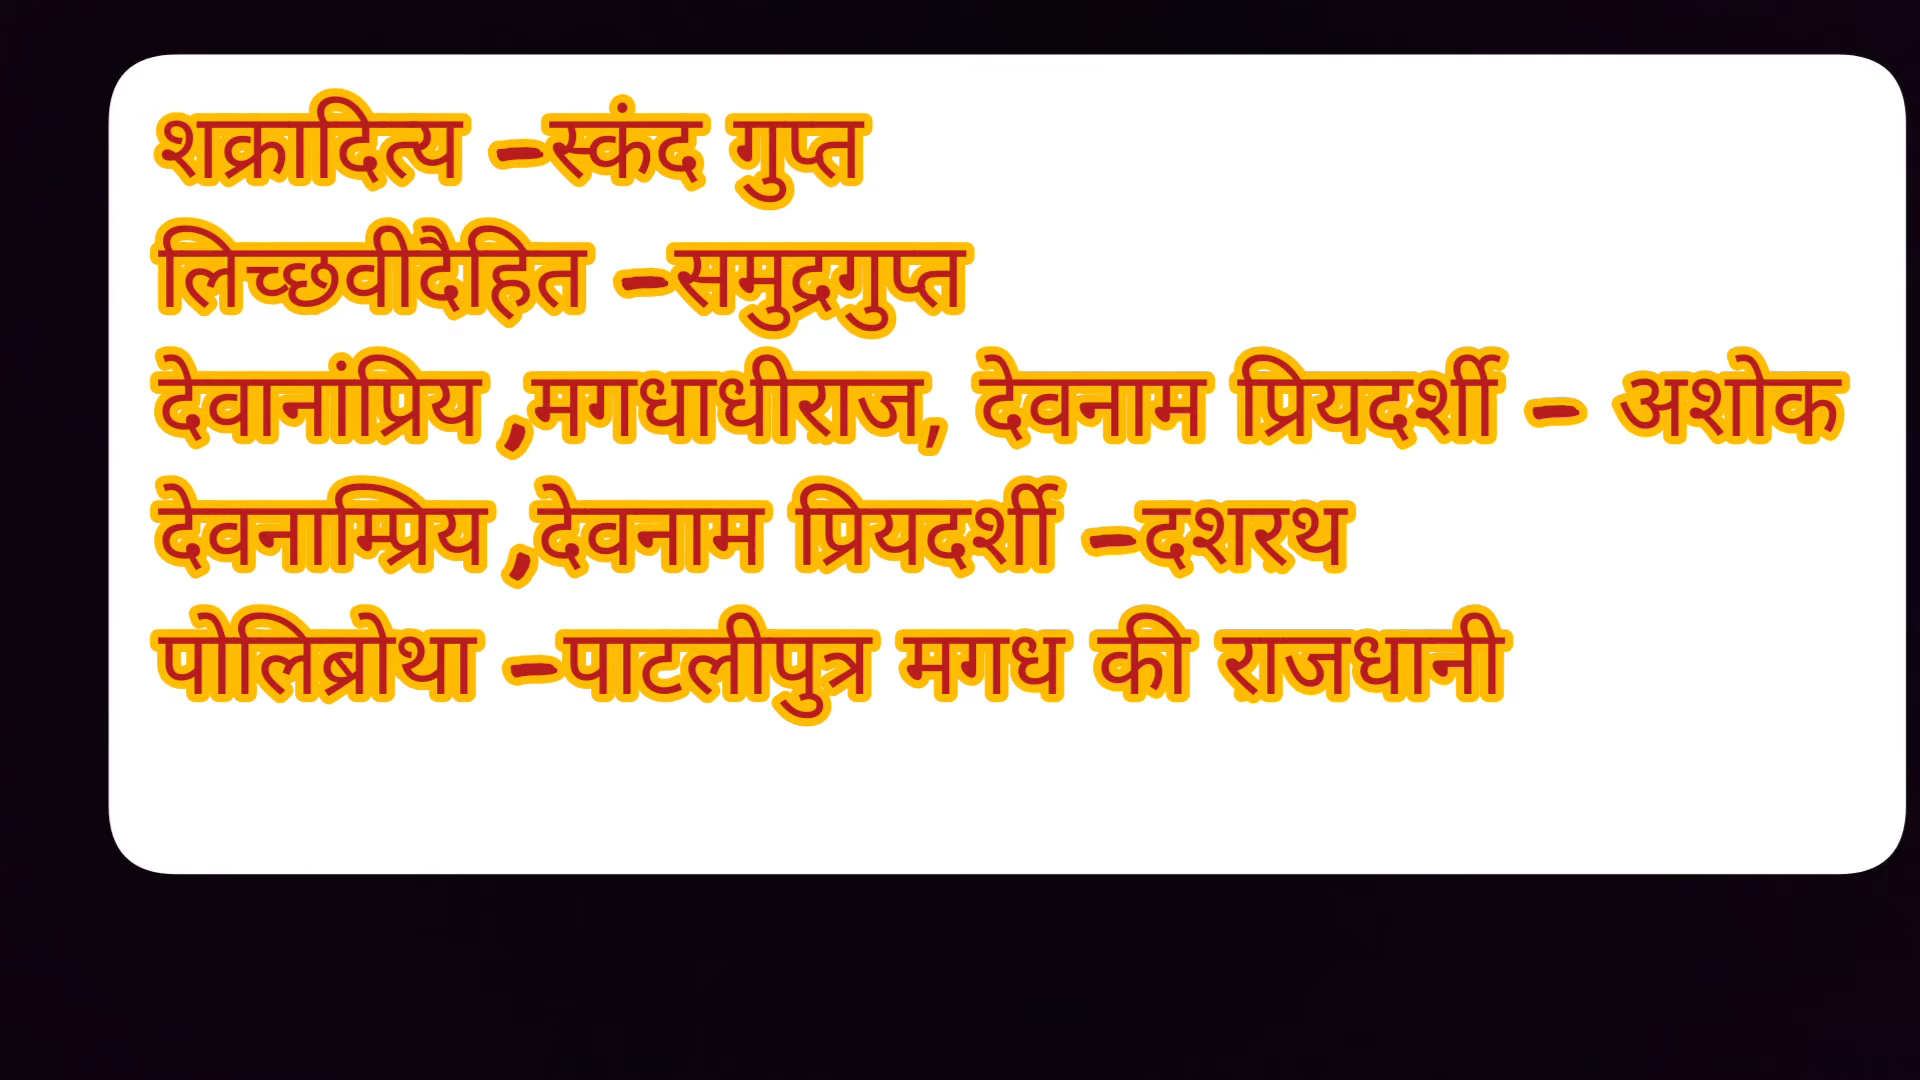 शक्रादित्य –स्कंद गुप्त
लिच्छवीदैहित –समुद्रगुप्त
देवानांप्रिय ,मगधाधीराज, देवनाम प्रियदर्शी – अशोक
देवनाम्प्रिय ,देवनाम प्रियदर्शी –दशरथ
पोलिब्रोथा –पाटलीपुत्र मगध की राजधानी